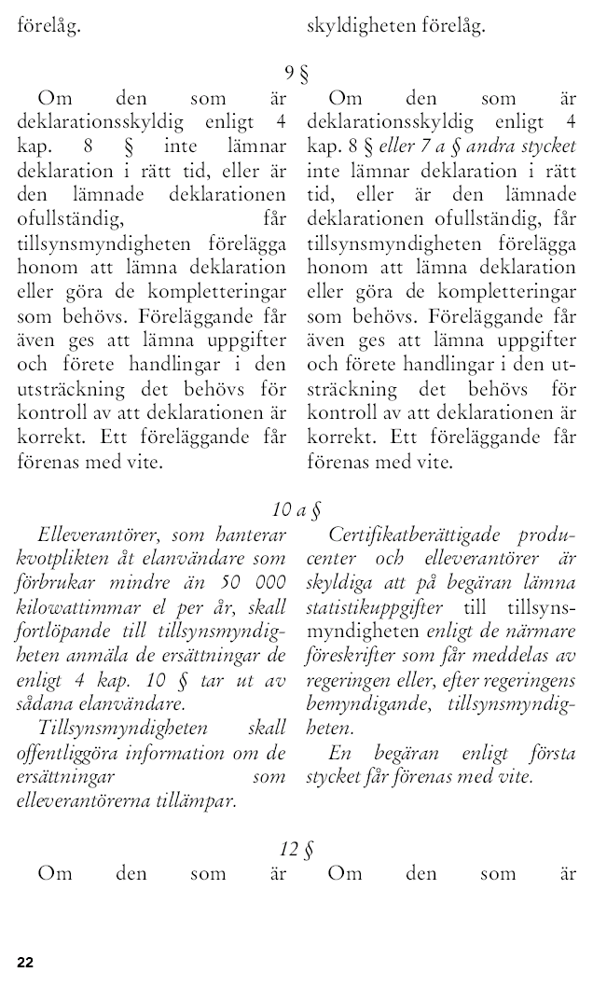 förelåg.
skyldigheten förelåg.
9 §
Om den som är
deklarationsskyldig enligt 4
kap. 8 § inte lämnar
deklaration i rätt tid, eller är
den lämnade deklarationen
ofullständig, får
tillsynsmyndigheten förelägga
honom att lämna deklaration
eller göra de kompletteringar
som behövs. Föreläggande får
även ges att lämna uppgifter
och förete handlingar i den
utsträckning det behövs för
kontroll av att deklarationen är
korrekt. Ett föreläggande får
förenas med vite.
Om den som är
deklarationsskyldig enligt 4
kap. 8 § eller 7 a § andra stycket
inte lämnar deklaration i rätt
tid, eller är den lämnade
deklarationen ofullständig, får
tillsynsmyndigheten förelägga
honom att lämna deklaration
eller göra de kompletteringar
som behövs. Föreläggande får
även ges att lämna uppgifter
och förete handlingar i den ut-
sträckning det behövs för
kontroll av att deklarationen är
korrekt. Ett föreläggande får
förenas med vite.
10 a §
Elleverantörer, som hanterar
kvotplikten åt elanvändare som
förbrukar mindre än 50 000
kilowattimmar el per år, skall
fortlöpande till tillsynsmyndig-
heten anmäla de ersättningar de
enligt 4 kap. 10 § tar ut av
sådana elanvändare.
Tillsynsmyndigheten skall
offentliggöra information om de
ersättningar som
elleverantörerna tillämpar.
Certifikatberättigade produ-
center och elleverantörer är
skyldiga att på begäran lämna
statistikuppgifter till tillsyns-
myndigheten enligt de närmare
föreskrifter som får meddelas av
regeringen eller, efter regeringens
bemyndigande, tillsynsmyndig-
heten.
En begäran enligt första
stycket får förenas med vite.
12 §
Om den som är
Om den som är
22